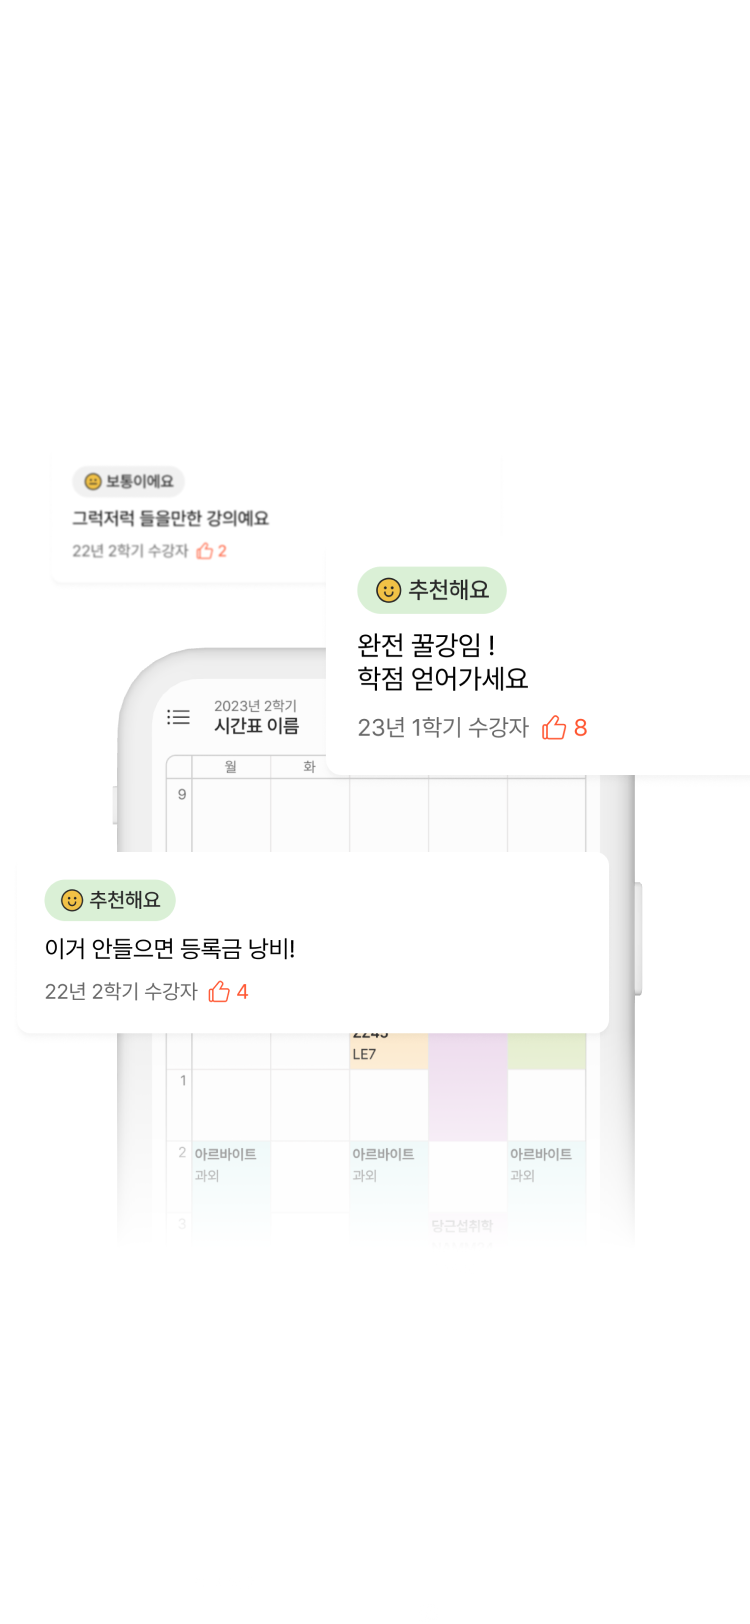 보통이에요
그럭저럭 들을만한 강의예요
22년 2학기 수강자 2
추천해요
완전 꿀강임 !
학점 얻어가세요
23년 1학기 수강자 8
2023년 2학기
시간표 이름
월 화
9
추천해요
이거 안들으면 등록금 낭비!
22년 2학기 수강자 4
LE7
1
2 아르바이트 아르바이트 아르바이트
과외 과외 과외
3 당근섭취학